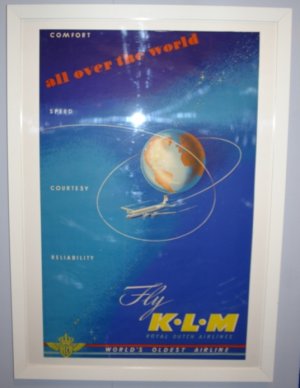 COMFORT
all over the world
SPEED
COURTESY
RELIABILITY
Fly
K·L·M
ROYAL DUTCH AIRLINES
WORLD'S OLDEST AIRLINE